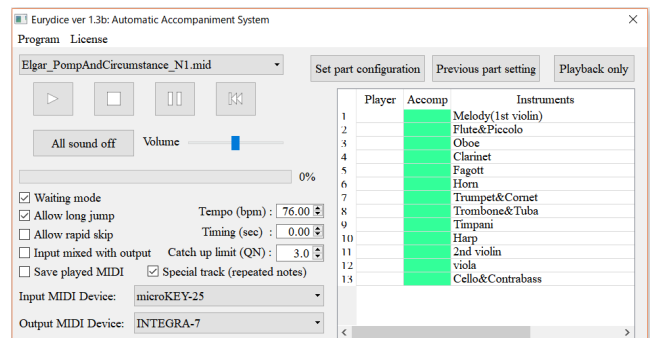 Eurydice ver 1.3b: Automatic Accompaniment System
Program License
Elgar_PompAndCircumstance_N1.mid
Set part configuration Previous part setting Playback only
All sound off Volume
0%
Waiting mode
Allow long jump Tempo (bpm) : 76.00
Allow rapid skip Timing (sec) : 0.00
Input mixed with output Catch up limit (QN) : 3.0
Save played MIDI Special track (repeated notes)
Input MIDI Device: microKEY-25
Output MIDI Device: INTEGRA-7
Player Accomp Instruments
1 Melody(1st violin)
2 Flute&Piccolo
3 Oboe
4 Clarinet
5 Fagott
6 Horn
7 Trumpet&Cornet
8 Trombone&Tuba
9 Timpani
10 Harp
11 2nd violin
12 viola
13 Cello&Contrabass